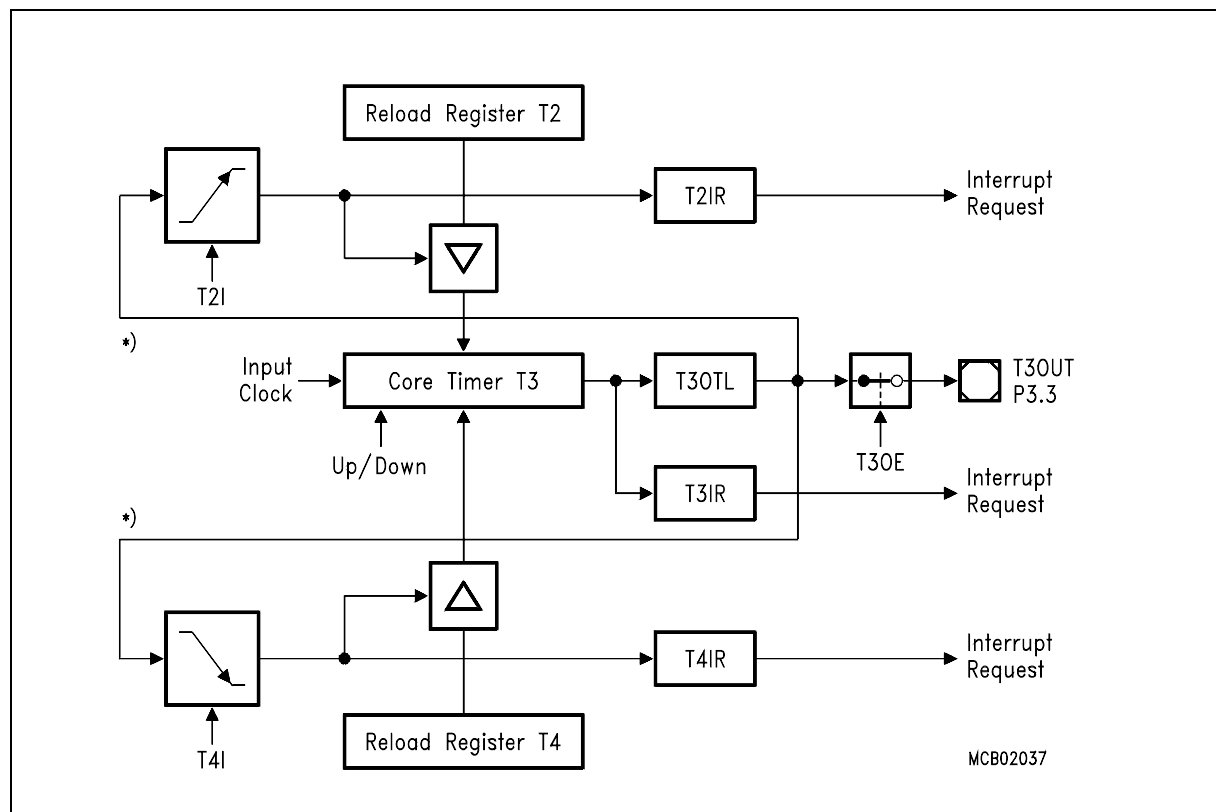 Reload Register T2
T2IR
Interrupt
Request
T2I
*)
Input
Clock
Core Timer T3
T3OTL
T3OUT
P3.3
Up/Down
T3OE
T3IR
Interrupt
Request
*)
T4IR
Interrupt
Request
T4I
Reload Register T4
MCB02037